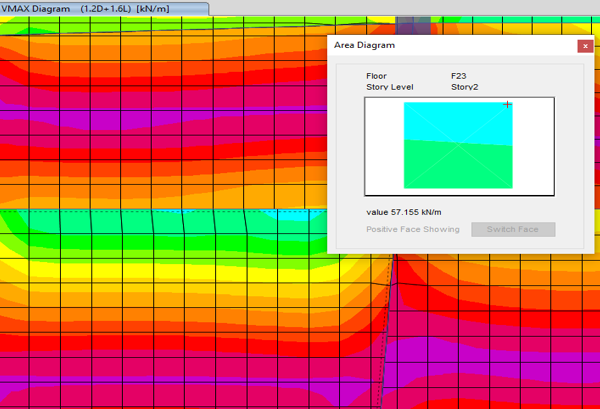 VMAX Diagram (1.2D+1.6L) [kN/m]
Area Diagram
x
Floor F23
Story Level Story2
value 57.155 kN/m
Positive Face Showing Switch Face